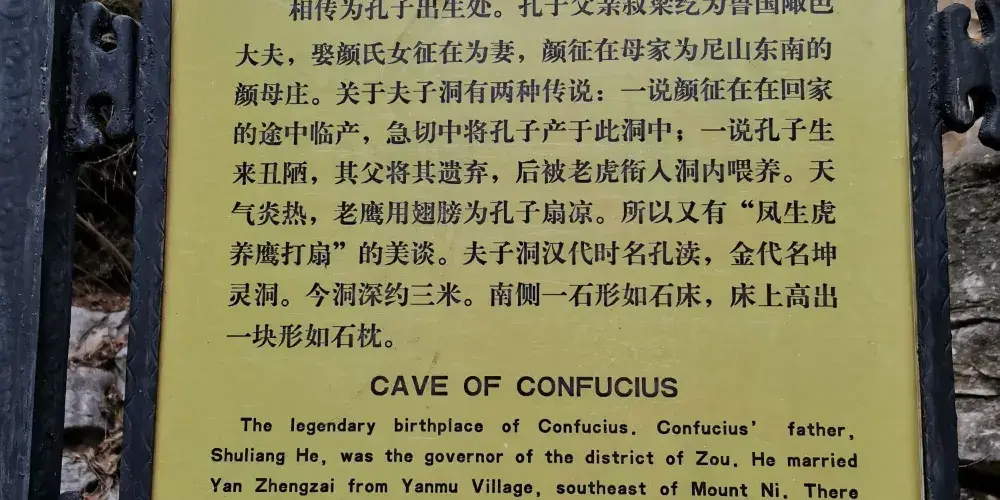 相传为孔子出生处。孔子父亲叔梁纥为鲁国陬邑
大夫，娶颜氏女征在为妻，颜征在母家为尼山东南的
颜母庄。关于夫子洞有两种传说：一说颜征在在回家
的途中临产，急切中将孔子产于此洞中；一说孔子生
来丑陋，其父将其遗弃，后被老虎衔入洞内喂养。天
气炎热，老鹰用翅膀为孔子扇凉。所以又有“凤生虎
养鹰打扇”的美谈。夫子洞汉代时名孔渎，金代名坤
灵洞。今洞深约三米。南侧一石形如石床，床上高出
一块形如石枕。
CAVE OF CONFUCIUS
The legendary birthplace of Confucius. Confucius' father,
Shuliang He, was the governor of the district of Zou. He married
Yan Zhengzai from Yanmu Village, southeast of Mount Ni. There